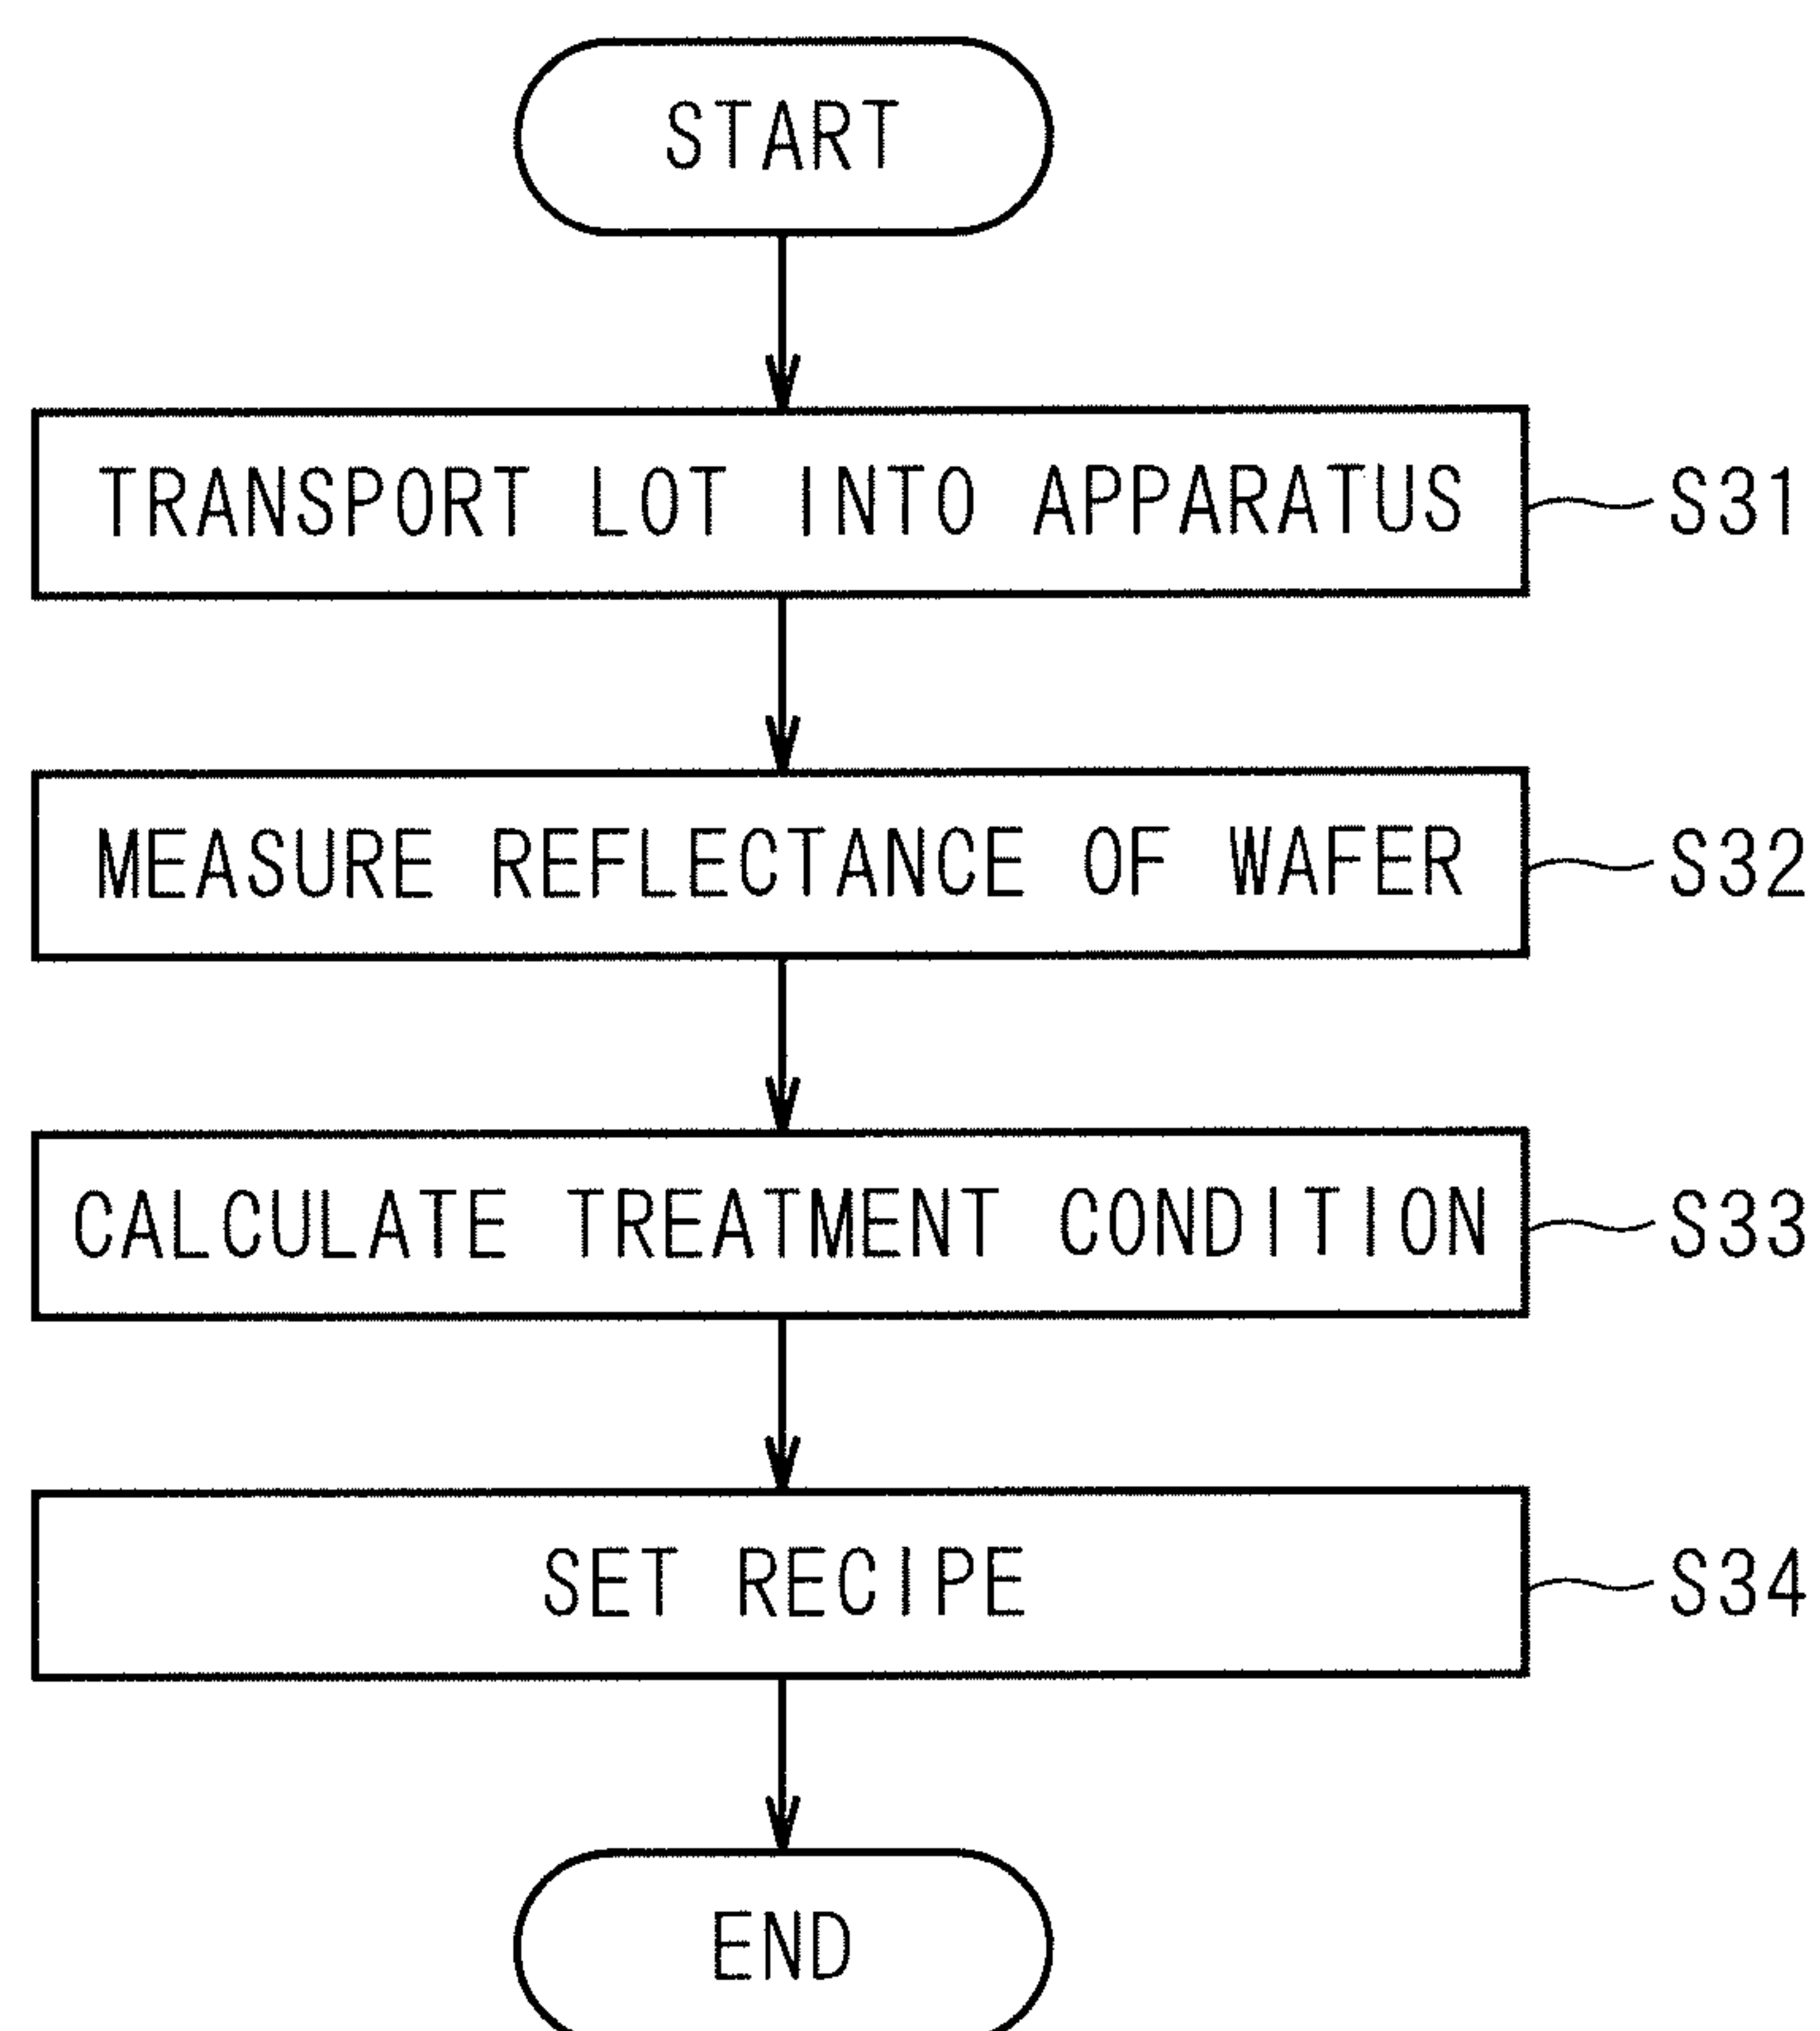 START
TRANSPORT LOT INTO APPARATUS S31
MEASURE REFLECTANCE OF WAFER S32
CALCULATE TREATMENT CONDITION S33
SET RECIPE S34
END